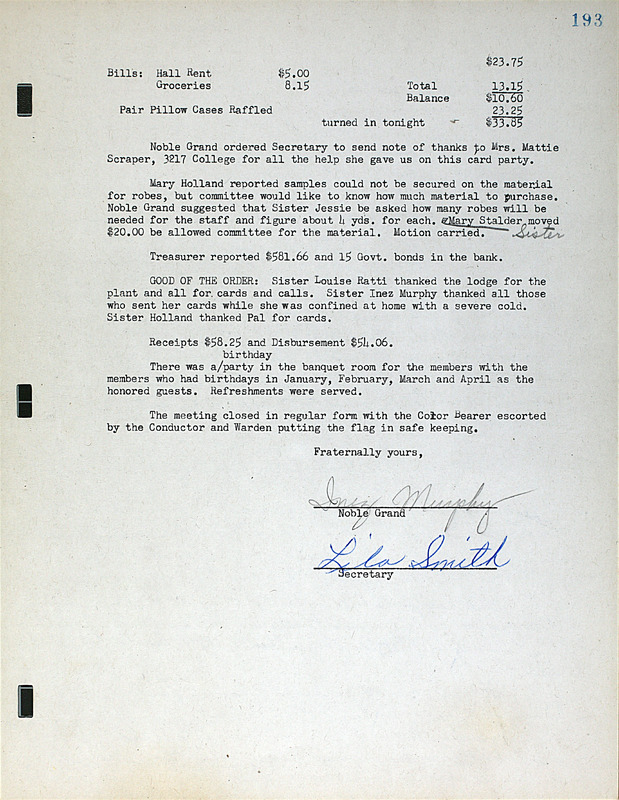 193
$23.75
Bills: Hall Rent $5.00
Groceries 8.15 Total 13.15
Balance $10.60
Pair Pillow Cases Raffled 23.25
turned in tonight $33.85
Noble Grand ordered Secretary to send note of thanks to Mrs. Mattie
Scraper, 3217 College for all the help she gave us on this card party.
Mary Holland reported samples could not be secured on the material
for robes, but committee would like to know how much material to purchase.
Noble Grand suggested that Sister Jessie be asked how many robes will be
needed for the staff and figure about 4 yds. for each. Mary Stalder moved
$20.00 be allowed committee for the material. Motion carried. Sister
Treasurer reported $581.66 and 15 Govt. bonds in the bank.
GOOD OF THE ORDER: Sister Louise Ratti thanked the lodge for the
plant and all for cards and calls. Sister Inez Murphy thanked all those
who sent her cards while she was confined at home with a severe cold.
Sister Holland thanked Pal for cards.
Receipts $58.25 and Disbursement $54.06.
birthday
There was a/party in the banquet room for the members with the
members who had birthdays in January, February, March and April as the
honored guests. Refreshments were served.
The meeting closed in regular form with the Color Bearer escorted
by the Conductor and Warden putting the flag in safe keeping.
Fraternally yours,
Inez Murphy
Noble Grand
Lila Smith
Secretary